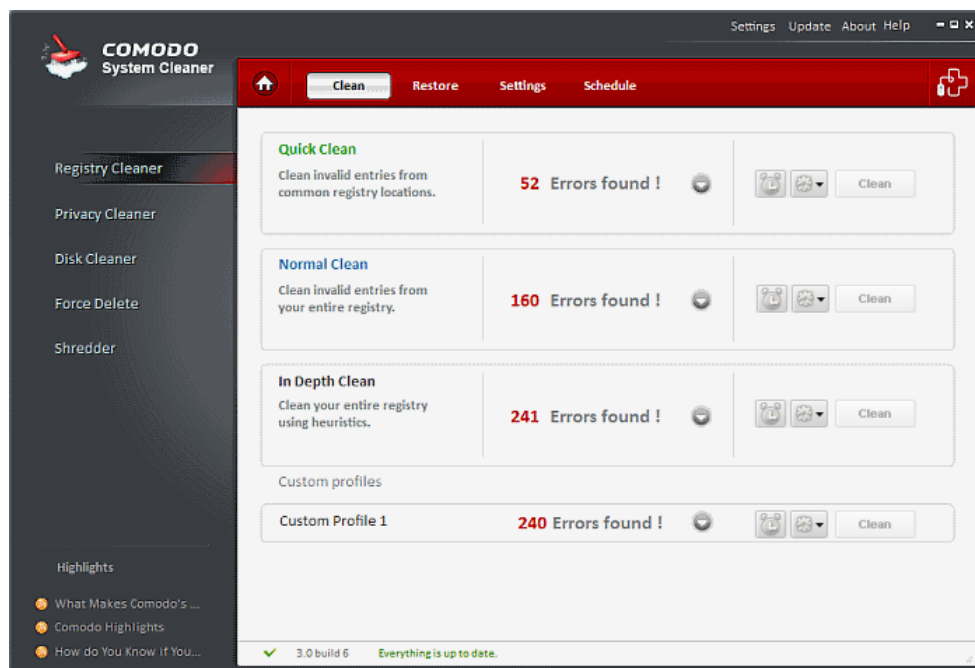 Settings Update About Help
COMODO
System Cleaner
Clean Restore Settings Schedule
Registry Cleaner
Privacy Cleaner
Disk Cleaner
Force Delete
Shredder
Quick Clean
Clean invalid entries from
common registry locations.
52 Errors found !
Clean
Normal Clean
Clean invalid entries from
your entire registry.
160 Errors found !
Clean
In Depth Clean
Clean your entire registry
using heuristics.
241 Errors found !
Clean
Custom profiles
Custom Profile 1
240 Errors found !
Clean
Highlights
What Makes Comodo's ...
Comodo Highlights
How do You Know if You...
3.0 build 6 Everything is up to date.